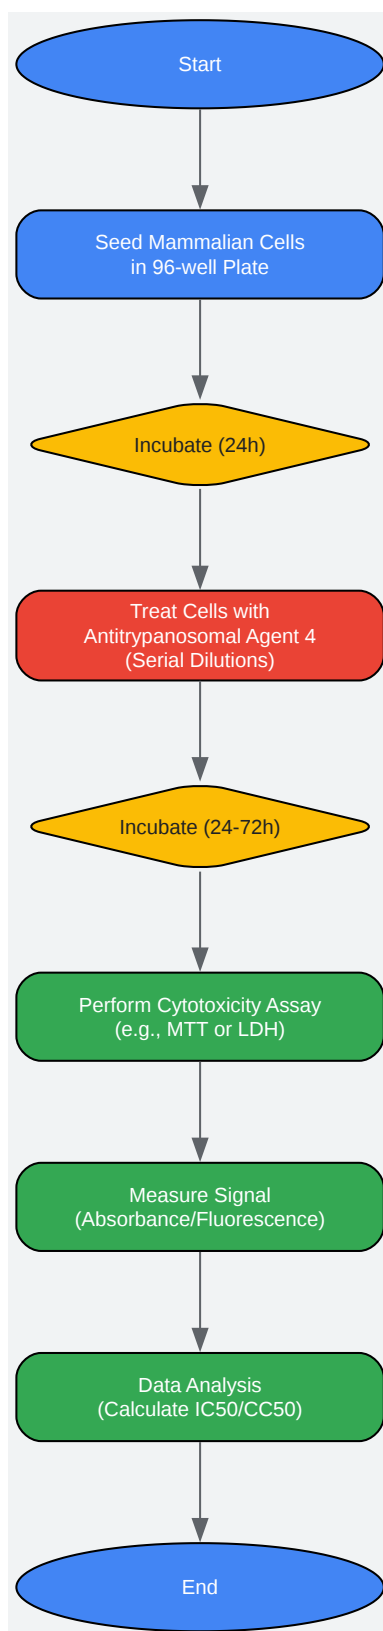 Start
Seed Mammalian Cells
in 96-well Plate
Incubate (24h)
Treat Cells with
Antitrypanosomal Agent 4
(Serial Dilutions)
Incubate (24-72h)
Perform Cytotoxicity Assay
(e.g., MTT or LDH)
Measure Signal
(Absorbance/Fluorescence)
Data Analysis
(Calculate IC50/CC50)
End